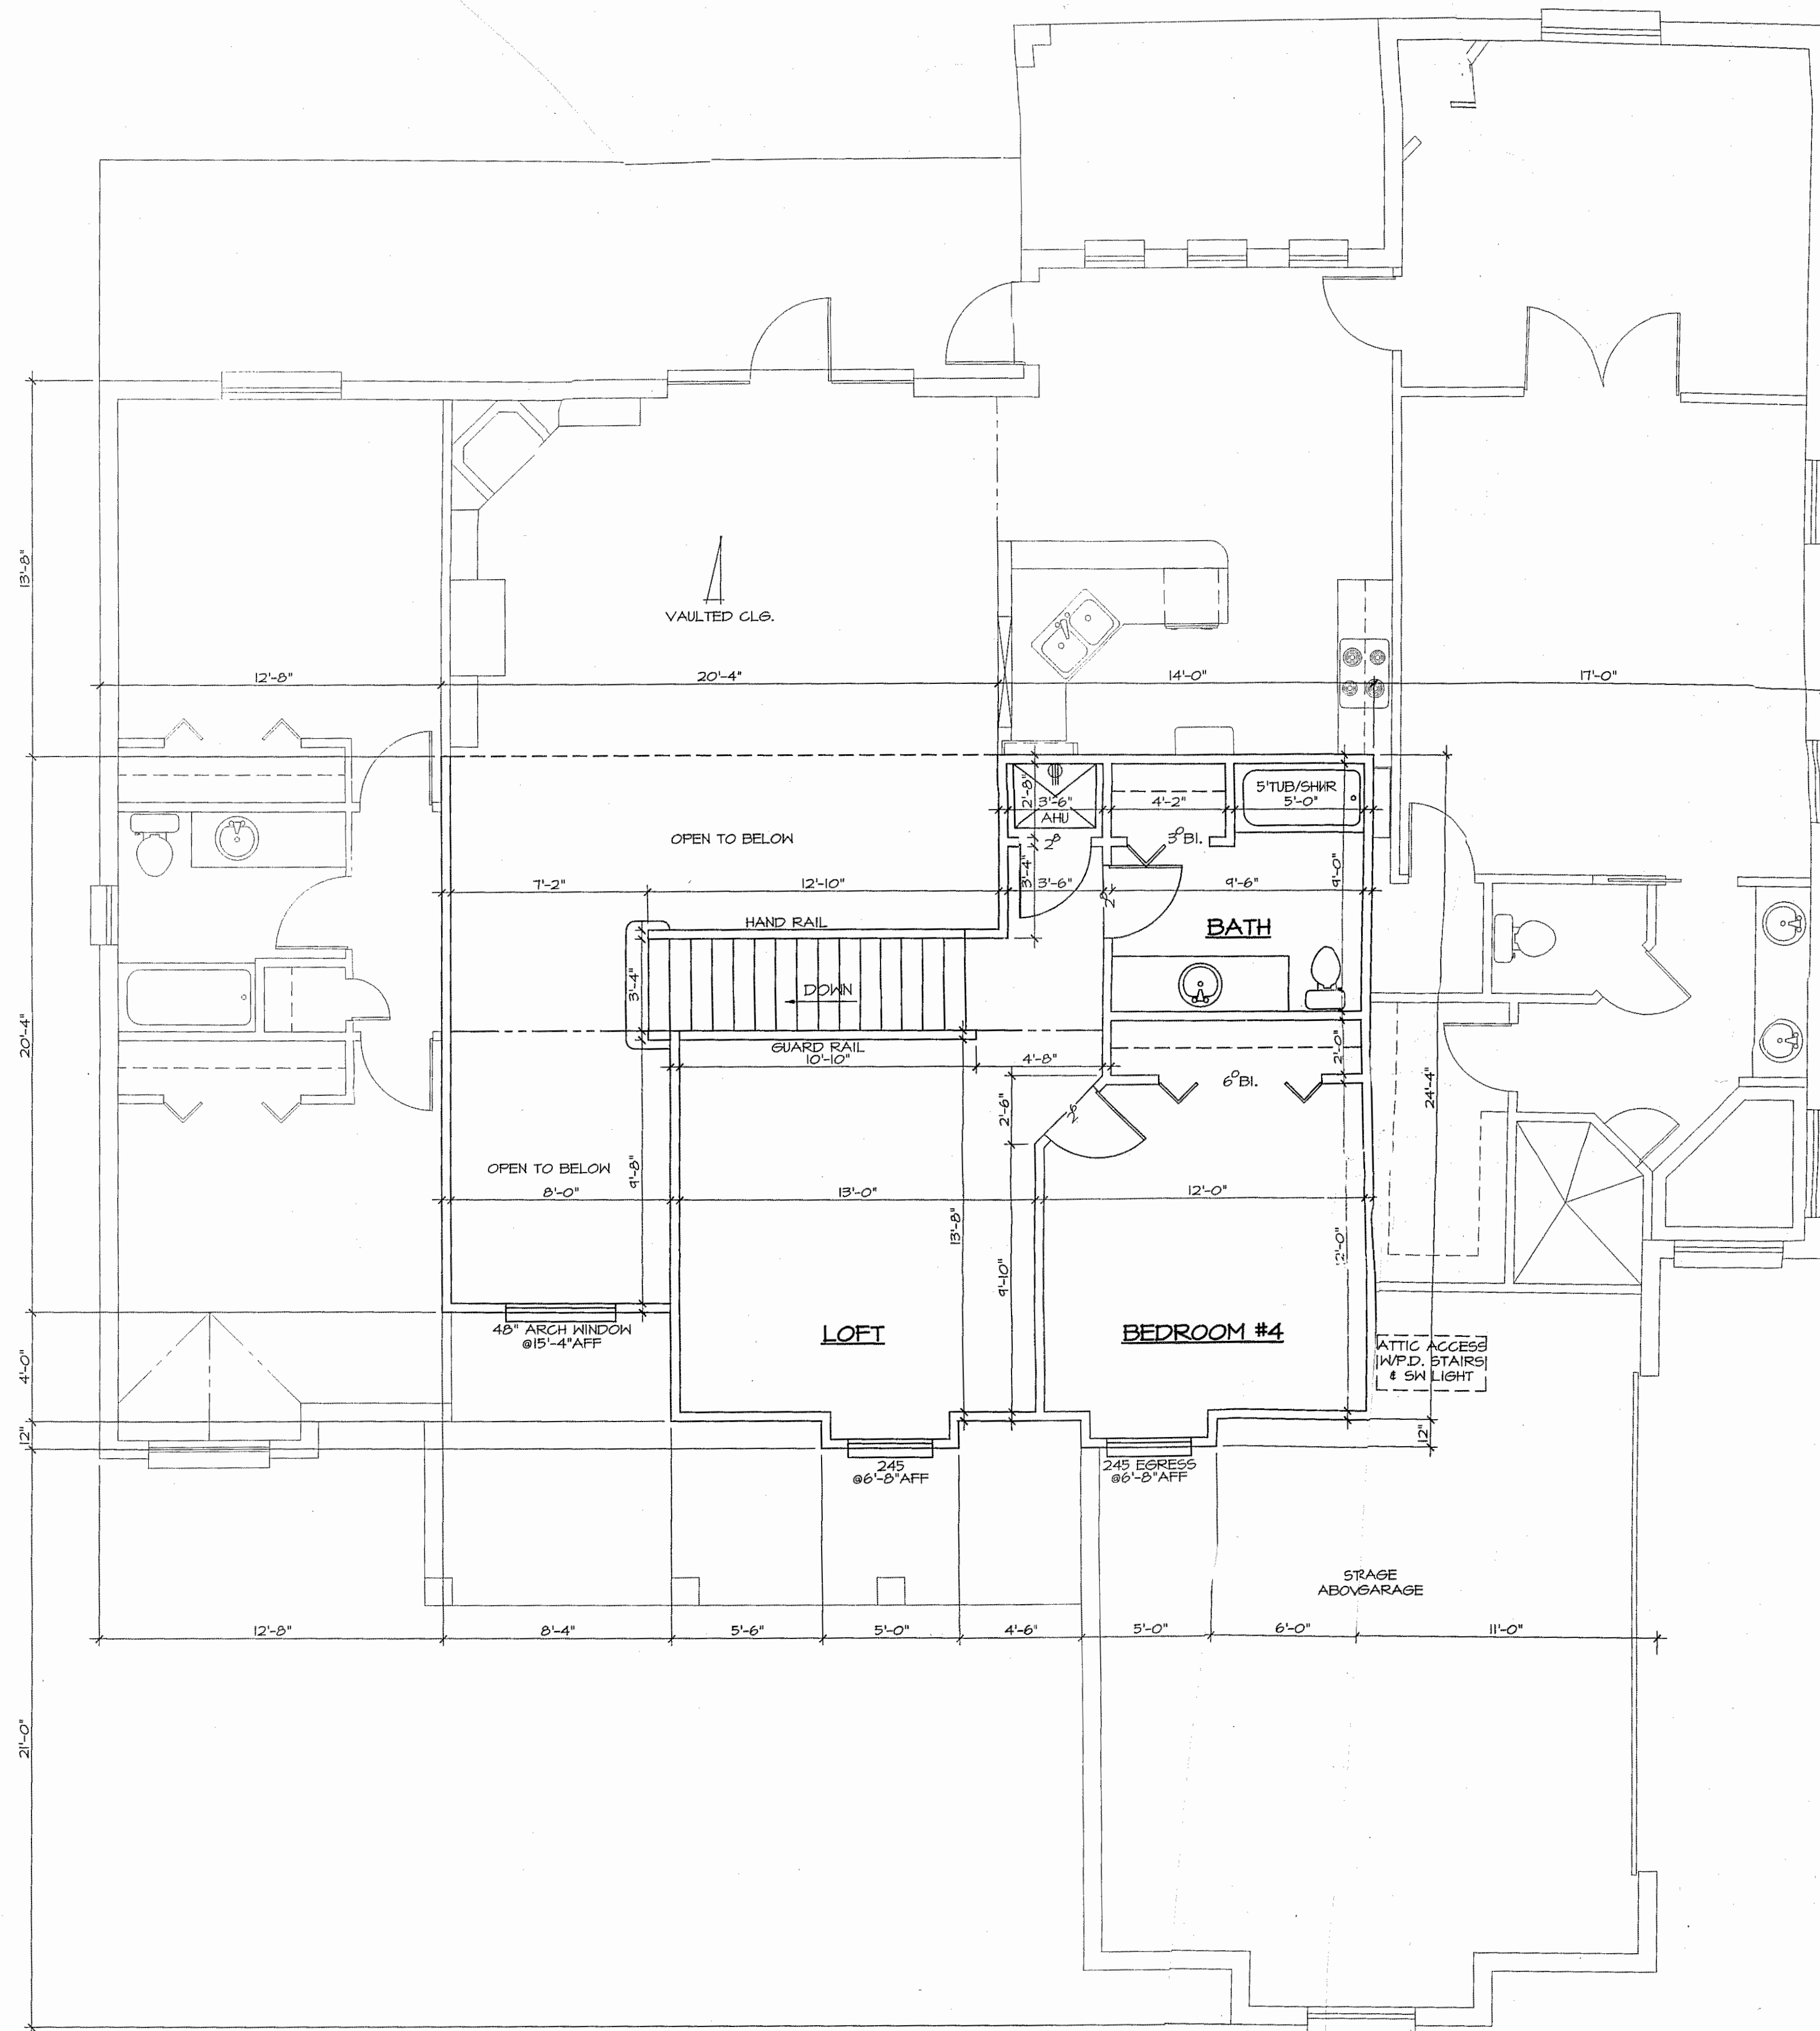 13'-8"
VAULTED CLG.
12'-8"
20'-4"
14'-0"
17'-0"
2'-8"
3'-6"
AHU
4'-2"
5'TUB/SHWR
5'-0"
OPEN TO BELOW
2⁸
3⁰BI.
3'-4"
9'-0"
7'-2"
12'-10"
3'-6"
2⁸
9'-6"
HAND RAIL
BATH
3'-4"
DOWN
20'-4"
GUARD RAIL
10'-10"
4'-8"
2'-0"
6⁰BI.
24'-4"
2'-6"
2⁶
OPEN TO BELOW
9'-8"
8'-0"
13'-0"
12'-0"
13'-8"
9'-10"
12'-0"
48" ARCH WINDOW
@15'-4"AFF
LOFT
BEDROOM #4
ATTIC ACCESS
W/P.D. STAIRS
& SW LIGHT
4'-0"
12"
12"
245
@6'-8"AFF
245 EGRESS
@6'-8"AFF
STRAGE
ABOVGARAGE
12'-8"
8'-4"
5'-6"
5'-0"
4'-6"
5'-0"
6'-0"
11'-0"
21'-0"